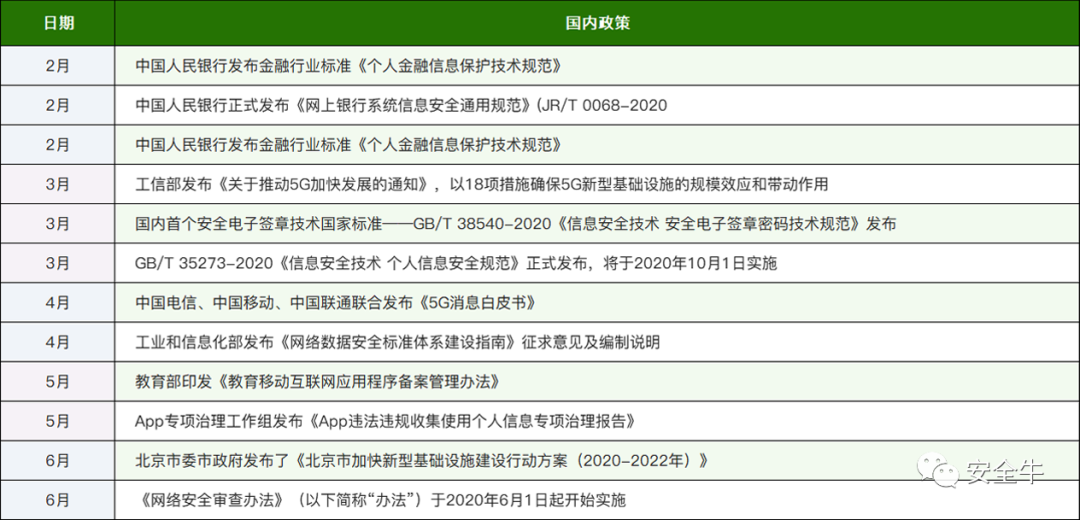 日期 国内政策
2月 中国人民银行发布金融行业标准《个人金融信息保护技术规范》
2月 中国人民银行正式发布《网上银行系统信息安全通用规范》(JR/T 0068-2020
2月 中国人民银行发布金融行业标准《个人金融信息保护技术规范》
3月 工信部发布《关于推动5G加快发展的通知》，以18项措施确保5G新型基础设施的规模效应和带动作用
3月 国内首个安全电子签章技术国家标准——GB/T 38540-2020《信息安全技术 安全电子签章密码技术规范》发布
3月 GB/T 35273-2020《信息安全技术 个人信息安全规范》正式发布，将于2020年10月1日实施
4月 中国电信、中国移动、中国联通联合发布《5G消息白皮书》
4月 工业和信息化部发布《网络数据安全标准体系建设指南》征求意见及编制说明
5月 教育部印发《教育移动互联网应用程序备案管理办法》
5月 App专项治理工作组发布《App违法违规收集使用个人信息专项治理报告》
6月 北京市委市政府发布了《北京市加快新型基础设施建设行动方案（2020-2022年）》
6月 《网络安全审查办法》（以下简称“办法”）于2020年6月1日起开始实施
安全牛